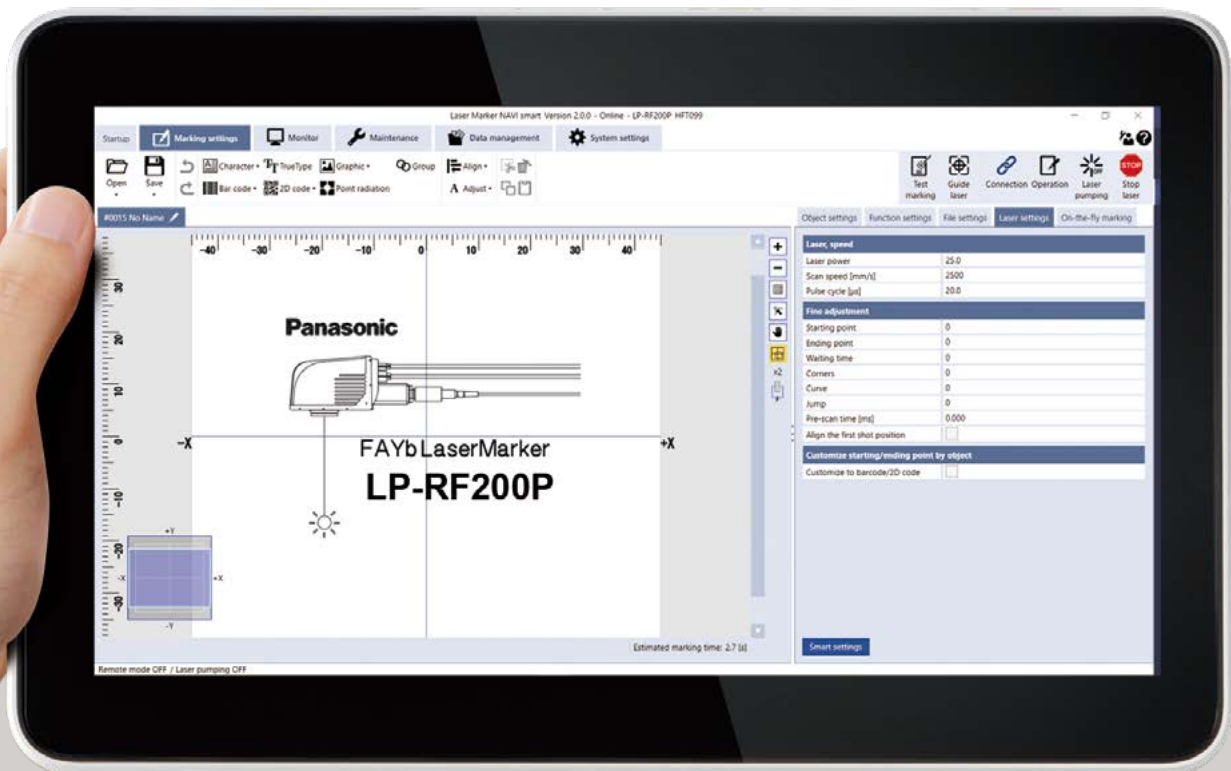 Laser Marker NAVI smart Version 2.0.0 - Online - LP-RF200P HFT099
Startup Marking settings Monitor Maintenance Data management System settings
Open Save Character TrueType Graphic Group Align
Bar code 2D code Point radiation Adjust
Test marking Guide laser Connection Operation Laser pumping OFF Stop laser STOP
#0015 No Name
Object settings Function settings File settings Laser settings On-the-fly marking
-40 -30 -20 -10 0 10 20 30 40
30
20
10
0
-10
-20
-30
Panasonic
-X +X
FAYb LaserMarker
LP-RF200P
+Y
-X +X
-Y
x2
Laser, speed
Laser power 25.0
Scan speed [mm/s] 2500
Pulse cycle [µs] 20.0
Fine adjustment
Starting point 0
Ending point 0
Waiting time 0
Corners 0
Curve 0
Jump 0
Pre-scan time [ms] 0.000
Align the first shot position
Customize starting/ending point by object
Customize to barcode/2D code
Estimated marking time: 2.7 [s]
Smart settings
Remote mode OFF / Laser pumping OFF